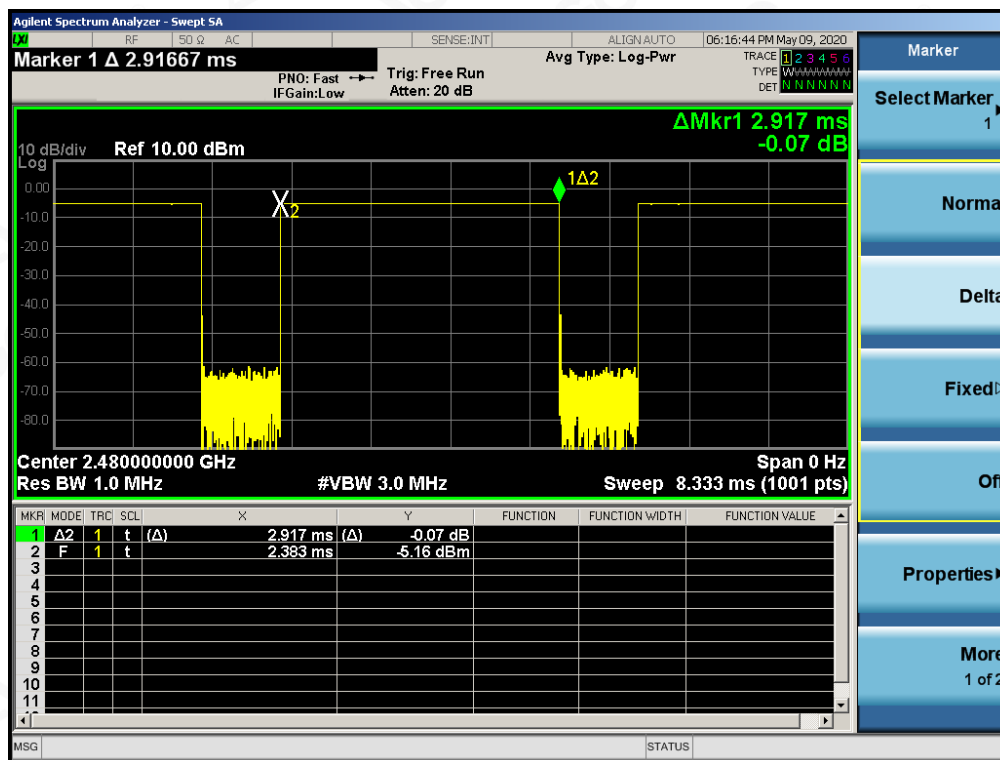 Agilent Spectrum Analyzer - Swept SA
LXI RF 50 Ω AC SENSE:INT ALIGN AUTO 06:16:44 PM May 09, 2020
Marker 1 Δ 2.91667 ms
PNO: Fast
IFGain:Low
Trig: Free Run
Atten: 20 dB
Avg Type: Log-Pwr
TRACE 1 2 3 4 5 6
TYPE W
DET N N N N N N
ΔMkr1 2.917 ms
-0.07 dB
10 dB/div Ref 10.00 dBm
Log
0.00
-10.0
-20.0
-30.0
-40.0
-50.0
-60.0
-70.0
-80.0
X2
1Δ2
Center 2.480000000 GHz Span 0 Hz
Res BW 1.0 MHz #VBW 3.0 MHz Sweep 8.333 ms (1001 pts)
MKR MODE TRC SCL X Y FUNCTION FUNCTION WIDTH FUNCTION VALUE
1 Δ2 1 t (Δ) 2.917 ms (Δ) -0.07 dB
2 F 1 t 2.383 ms -5.16 dBm
3
4
5
6
7
8
9
10
11
MSG STATUS
Marker
Select Marker
1
Norma
Delta
Fixed
Of
Properties
More
1 of 2